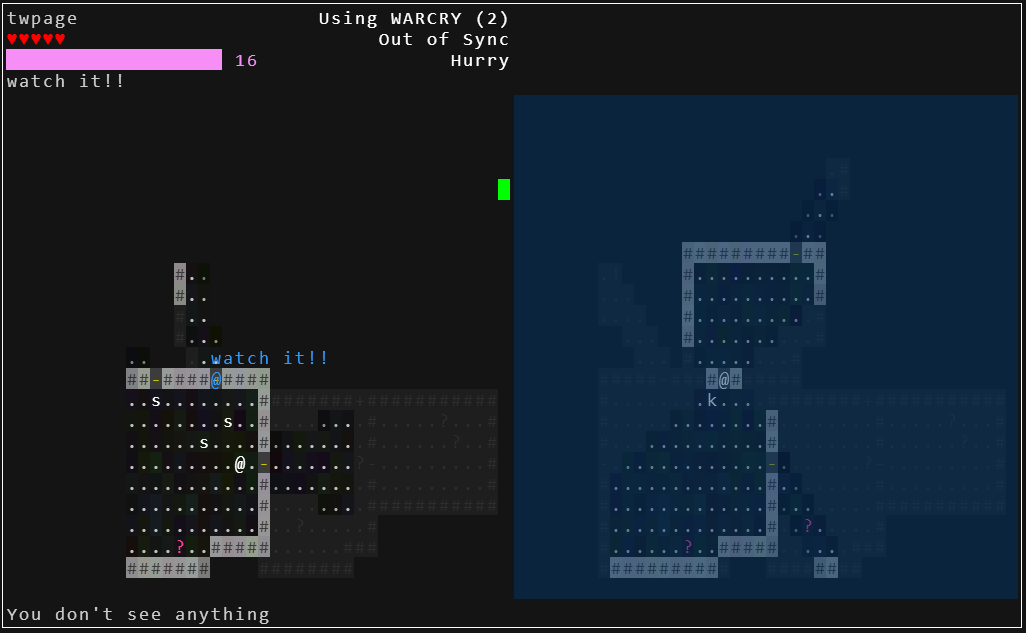 twpage
Using WARCRY (2)
♥♥♥♥♥
Out of Sync
16
Hurry
watch it!!
watch it!!
You don't see anything